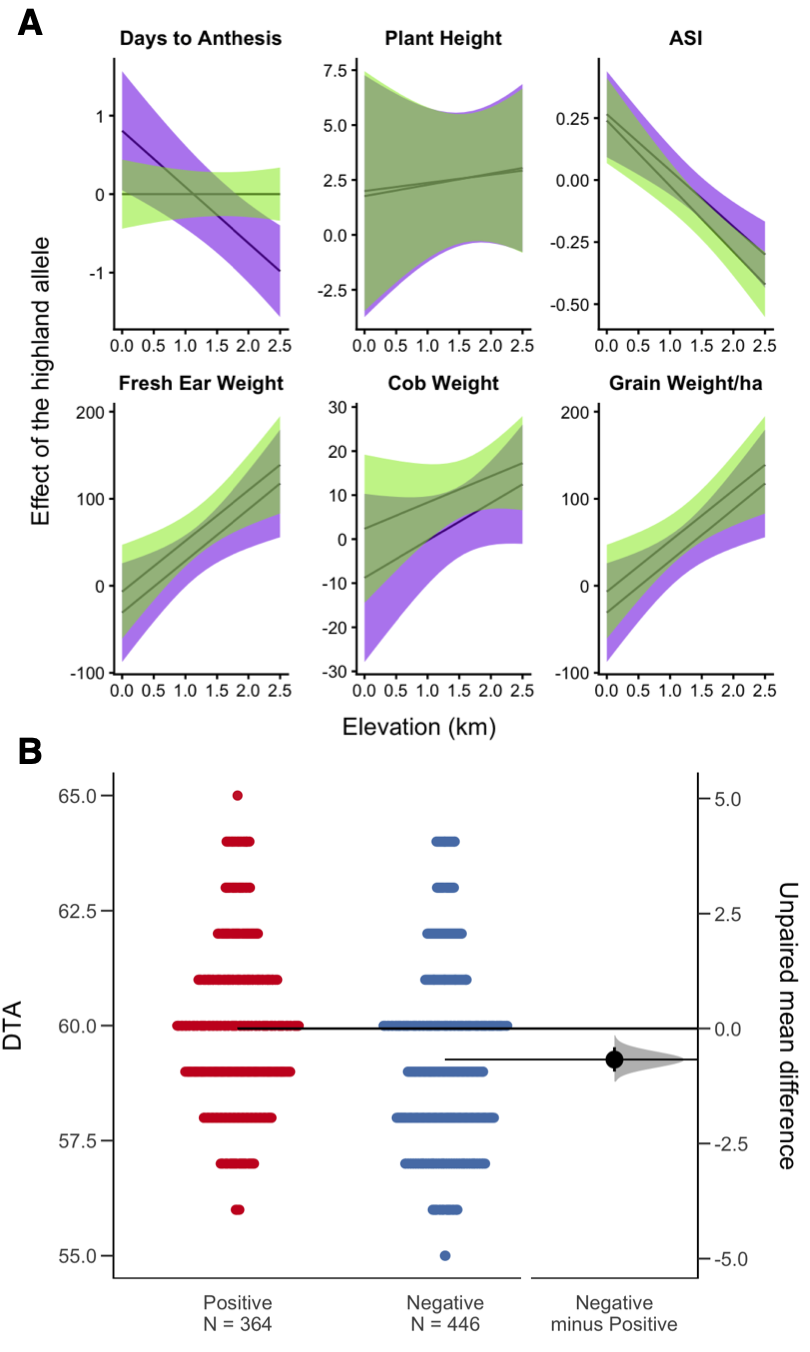 A
Days to Anthesis
Plant Height
ASI
1
0
-1
0.0 0.5 1.0 1.5 2.0 2.5
7.5
5.0
2.5
0.0
-2.5
0.0 0.5 1.0 1.5 2.0 2.5
0.25
0.00
-0.25
-0.50
0.0 0.5 1.0 1.5 2.0 2.5
Effect of the highland allele
Fresh Ear Weight
Cob Weight
Grain Weight/ha
200
100
0
-100
0.0 0.5 1.0 1.5 2.0 2.5
30
20
10
0
-10
-20
-30
0.0 0.5 1.0 1.5 2.0 2.5
200
100
0
-100
0.0 0.5 1.0 1.5 2.0 2.5
Elevation (km)
B
65.0
62.5
60.0
57.5
55.0
DTA
5.0
2.5
0.0
-2.5
-5.0
Unpaired mean difference
Positive
N = 364
Negative
N = 446
Negative
minus Positive